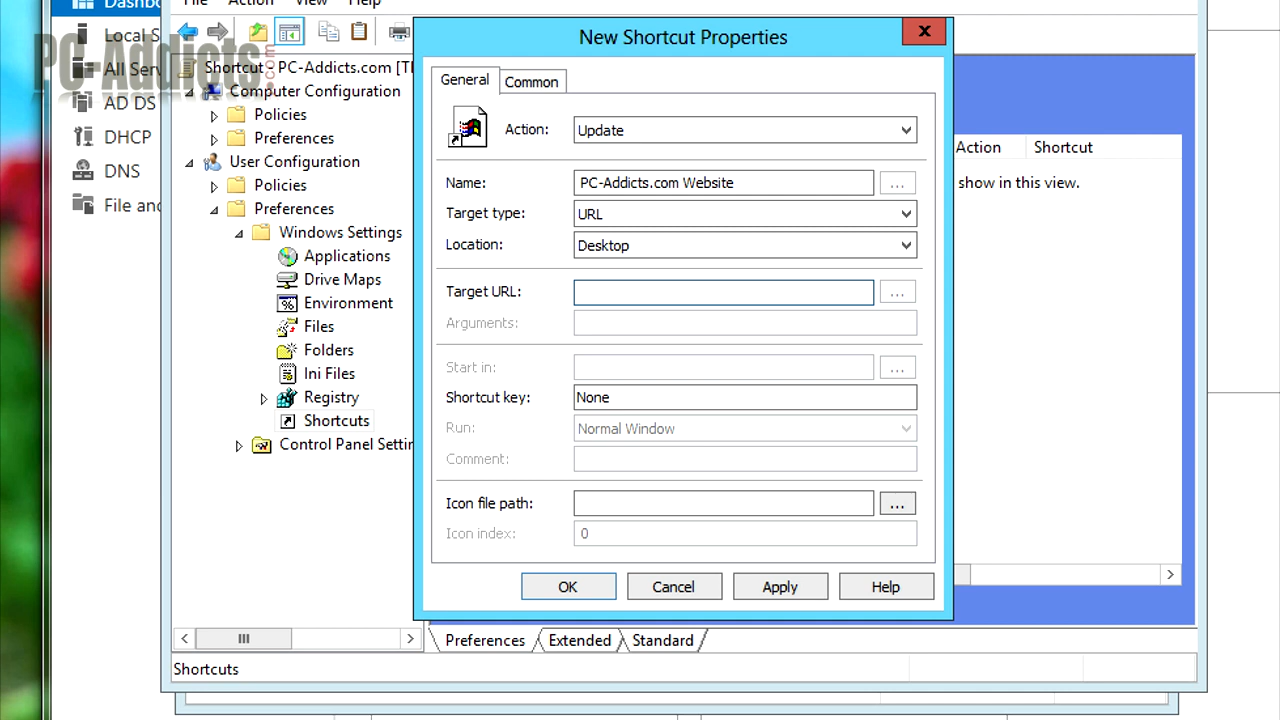 File Action View Help
Dashbo
Local S
All Serv
AD DS
DHCP
DNS
File and
PC-Addicts.com
Shortcut PC-Addicts.com [T
Computer Configuration
Policies
Preferences
User Configuration
Policies
Preferences
Windows Settings
Applications
Drive Maps
Environment
Files
Folders
Ini Files
Registry
Shortcuts
Control Panel Settin
New Shortcut Properties
General Common
Action: Update
Name: PC-Addicts.com Website ...
Target type: URL
Location: Desktop
Target URL: ...
Arguments:
Start in: ...
Shortcut key: None
Run: Normal Window
Comment:
Icon file path: ...
Icon index: 0
OK Cancel Apply Help
Action Shortcut
show in this view.
Preferences Extended Standard
Shortcuts